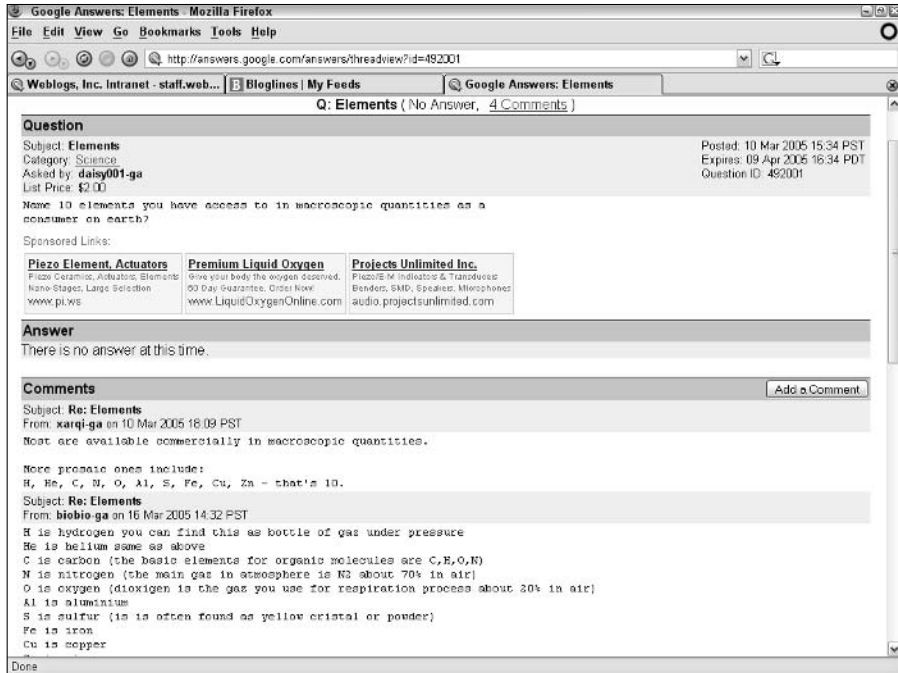 Google Answers: Elements - Mozilla Firefox
File Edit View Go Bookmarks Tools Help
http://answers.google.com/answers/threadview?id=492001
Weblogs, Inc. Intranet - staff.web... Bloglines | My Feeds Google Answers: Elements
Q: Elements ( No Answer, 4 Comments )
Question
Subject: Elements
Category: Science
Asked by: daisy001-ga
List Price: $2.00
Posted: 10 Mar 2005 15:34 PST
Expires: 09 Apr 2005 16:34 PDT
Question ID: 492001
Name 10 elements you have access to in macroscopic quantities as a
consumer on earth?
Sponsored Links:
Piezo Element, Actuators
Piezo Ceramics, Actuators, Elements
Nano-Stages, Large Selection
www.pi.ws
Premium Liquid Oxygen
Give your body the oxygen deserved.
60 Day Guarantee. Order Now!
www.LiquidOxygenOnline.com
Projects Unlimited Inc.
Piezo/E-M Indicators & Transducers
Benders, SMD, Speakers, Microphones
audio.projectsunlimited.com
Answer
There is no answer at this time.
Comments
Add a Comment
Subject: Re: Elements
From: xarqi-ga on 10 Mar 2005 18:09 PST
Most are available commercially in macroscopic quantities.
More prosaic ones include:
H, He, C, N, O, Al, S, Fe, Cu, Zn - that's 10.
Subject: Re: Elements
From: biobio-ga on 16 Mar 2005 14:32 PST
H is hydrogen you can find this as bottle of gaz under pressure
He is helium same as above
C is carbon (the basic elements for organic molecules are C,H,O,N)
N is nitrogen (the main gaz in atmosphere is N2 about 70% in air)
O is oxygen (dioxigen is the gaz you use for respiration process about 20% in air)
Al is aluminium
S is sulfur (is is often found as yellow cristal or powder)
Fe is iron
Cu is copper
Done